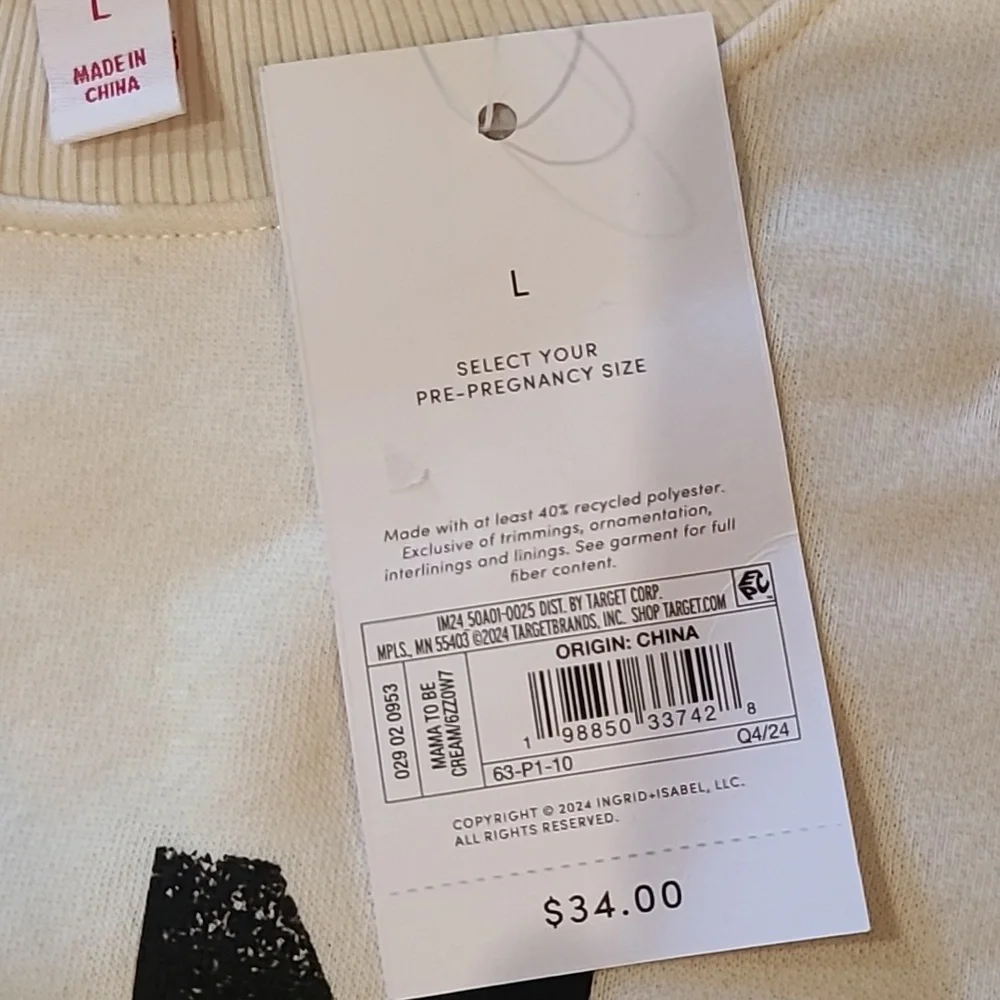 L
MADE IN
CHINA
L
SELECT YOUR
PRE-PREGNANCY SIZE
Made with at least 40% recycled polyester.
Exclusive of trimmings, ornamentation,
interlinings and linings. See garment for full
fiber content.
IM24 50A01-0025 DIST. BY TARGET CORP.
MPLS., MN 55403 ©2024 TARGETBRANDS, INC. SHOP TARGET.COM
ORIGIN: CHINA
029 02 0953
MAMA TO BE
CREAM/6ZZ0W7
1 98850 33742 8
63-P1-10
Q4/24
COPYRIGHT © 2024 INGRID+ISABEL, LLC.
ALL RIGHTS RESERVED.
$34.00